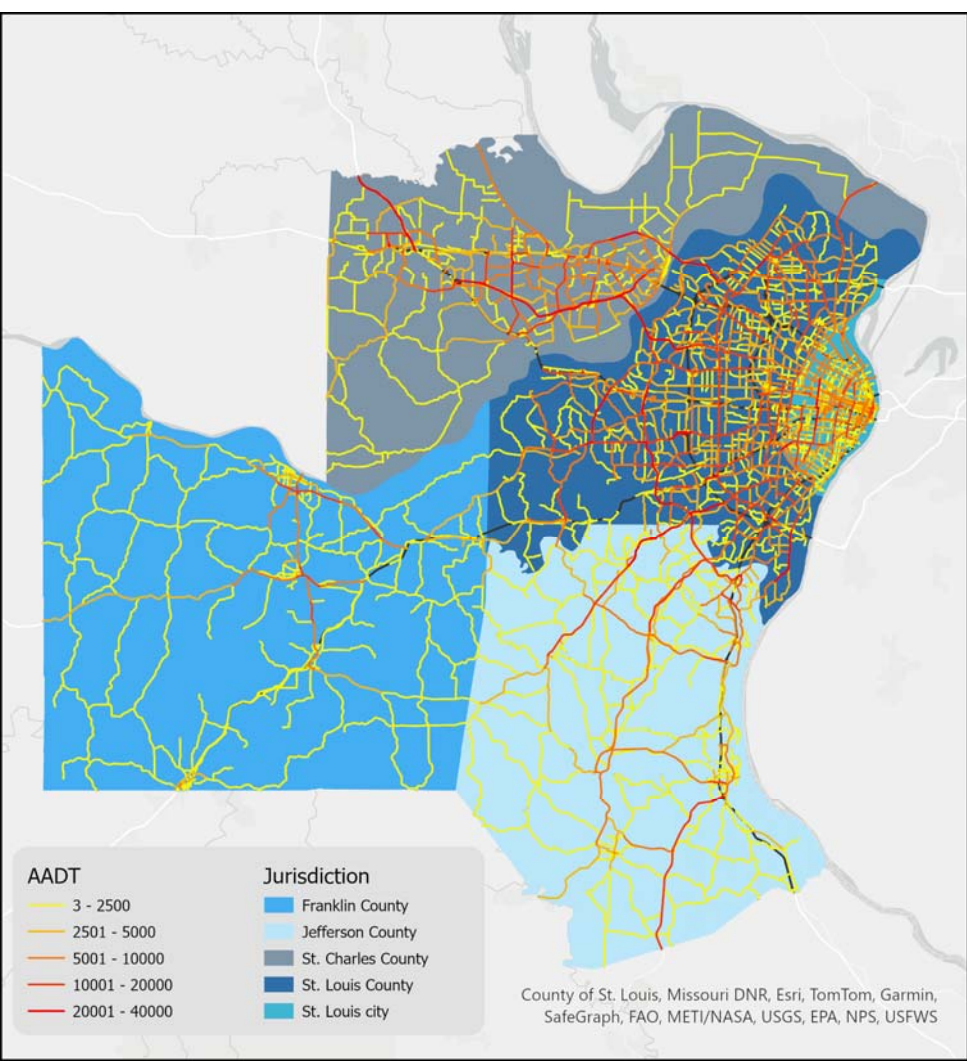 AADT
3 - 2500
2501 - 5000
5001 - 10000
10001 - 20000
20001 - 40000
Jurisdiction
Franklin County
Jefferson County
St. Charles County
St. Louis County
St. Louis city
County of St. Louis, Missouri DNR, Esri, TomTom, Garmin,
SafeGraph, FAO, METI/NASA, USGS, EPA, NPS, USFWS